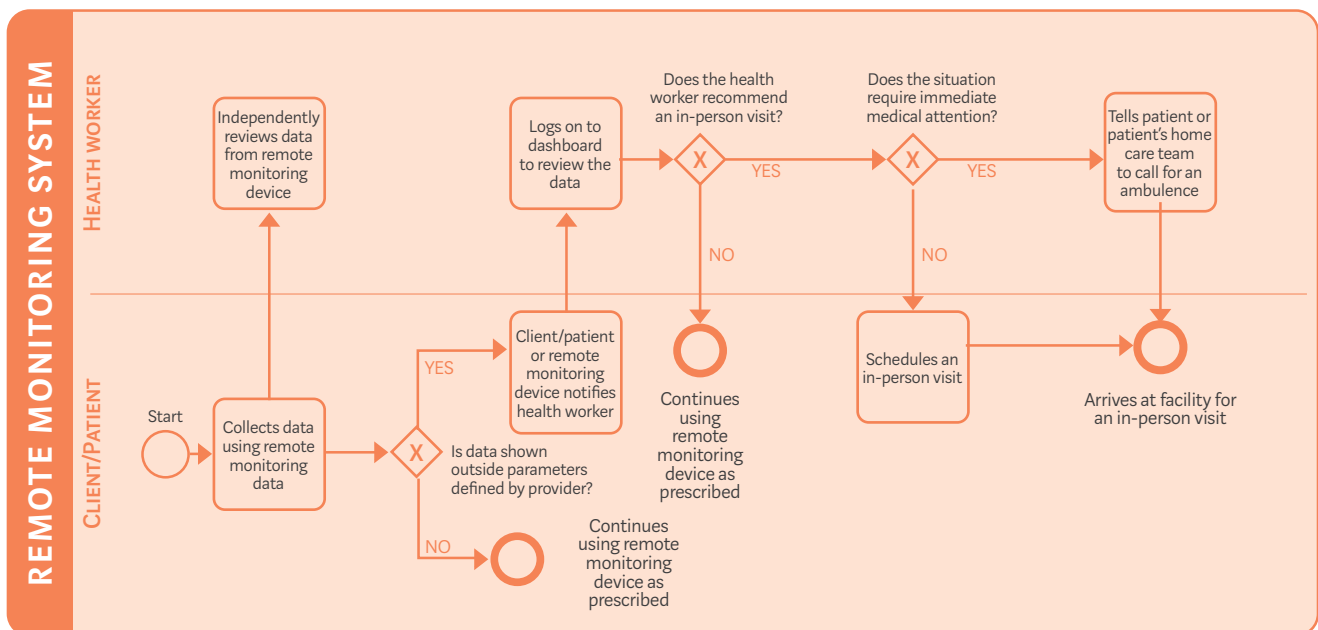 REMOTE MONITORING SYSTEM
HEALTH WORKER
Independently
reviews data
from remote
monitoring
device
Logs on to
dashboard
to review the
data
Does the health
worker recommend
an in-person visit?
X
YES
NO
Does the situation
require immediate
medical attention?
X
YES
NO
Tells patient or
patient's home
care team
to call for an
ambulence
CLIENT/PATIENT
Start
Collects data
using remote
monitoring
data
X
Is data shown
outside parameters
defined by provider?
YES
NO
Client/patient
or remote
monitoring
device notifies
health worker
Continues
using remote
monitoring
device as
prescribed
Continues
using
remote
monitoring
device as
prescribed
Schedules an
in-person visit
Arrives at facility for
an in-person visit